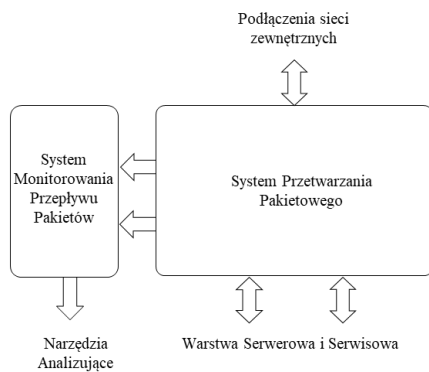 Podłączenia sieci
zewnętrznych
System
Monitorowania
Przepływu
Pakietów
System Przetwarzania
Pakietowego
Narzędzia
Analizujące
Warstwa Serwerowa i Serwisowa